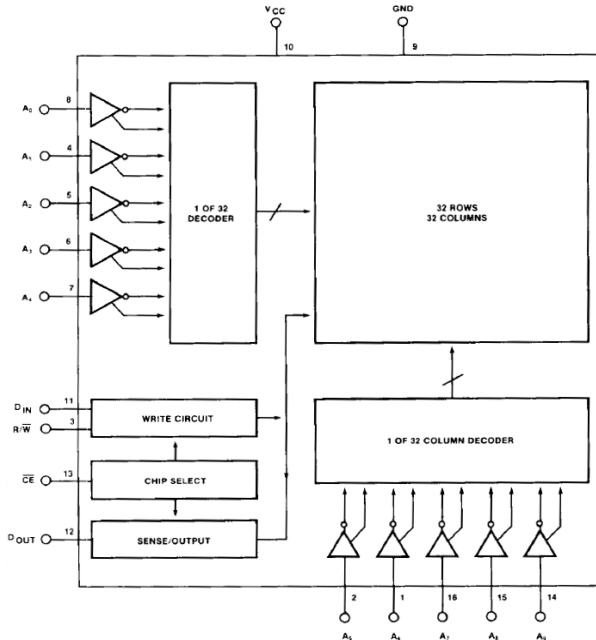 VCC GND
10 9
A0 8
A1 4
A2 5
A3 6
A4 7
1 OF 32
DECODER
32 ROWS
32 COLUMNS
DIN 11
R/W̅ 3
WRITE CIRCUIT
C̅E̅ 13
CHIP SELECT
DOUT 12
SENSE/OUTPUT
1 OF 32 COLUMN DECODER
2 1 16 15 14
A5 A6 A7 A8 A9